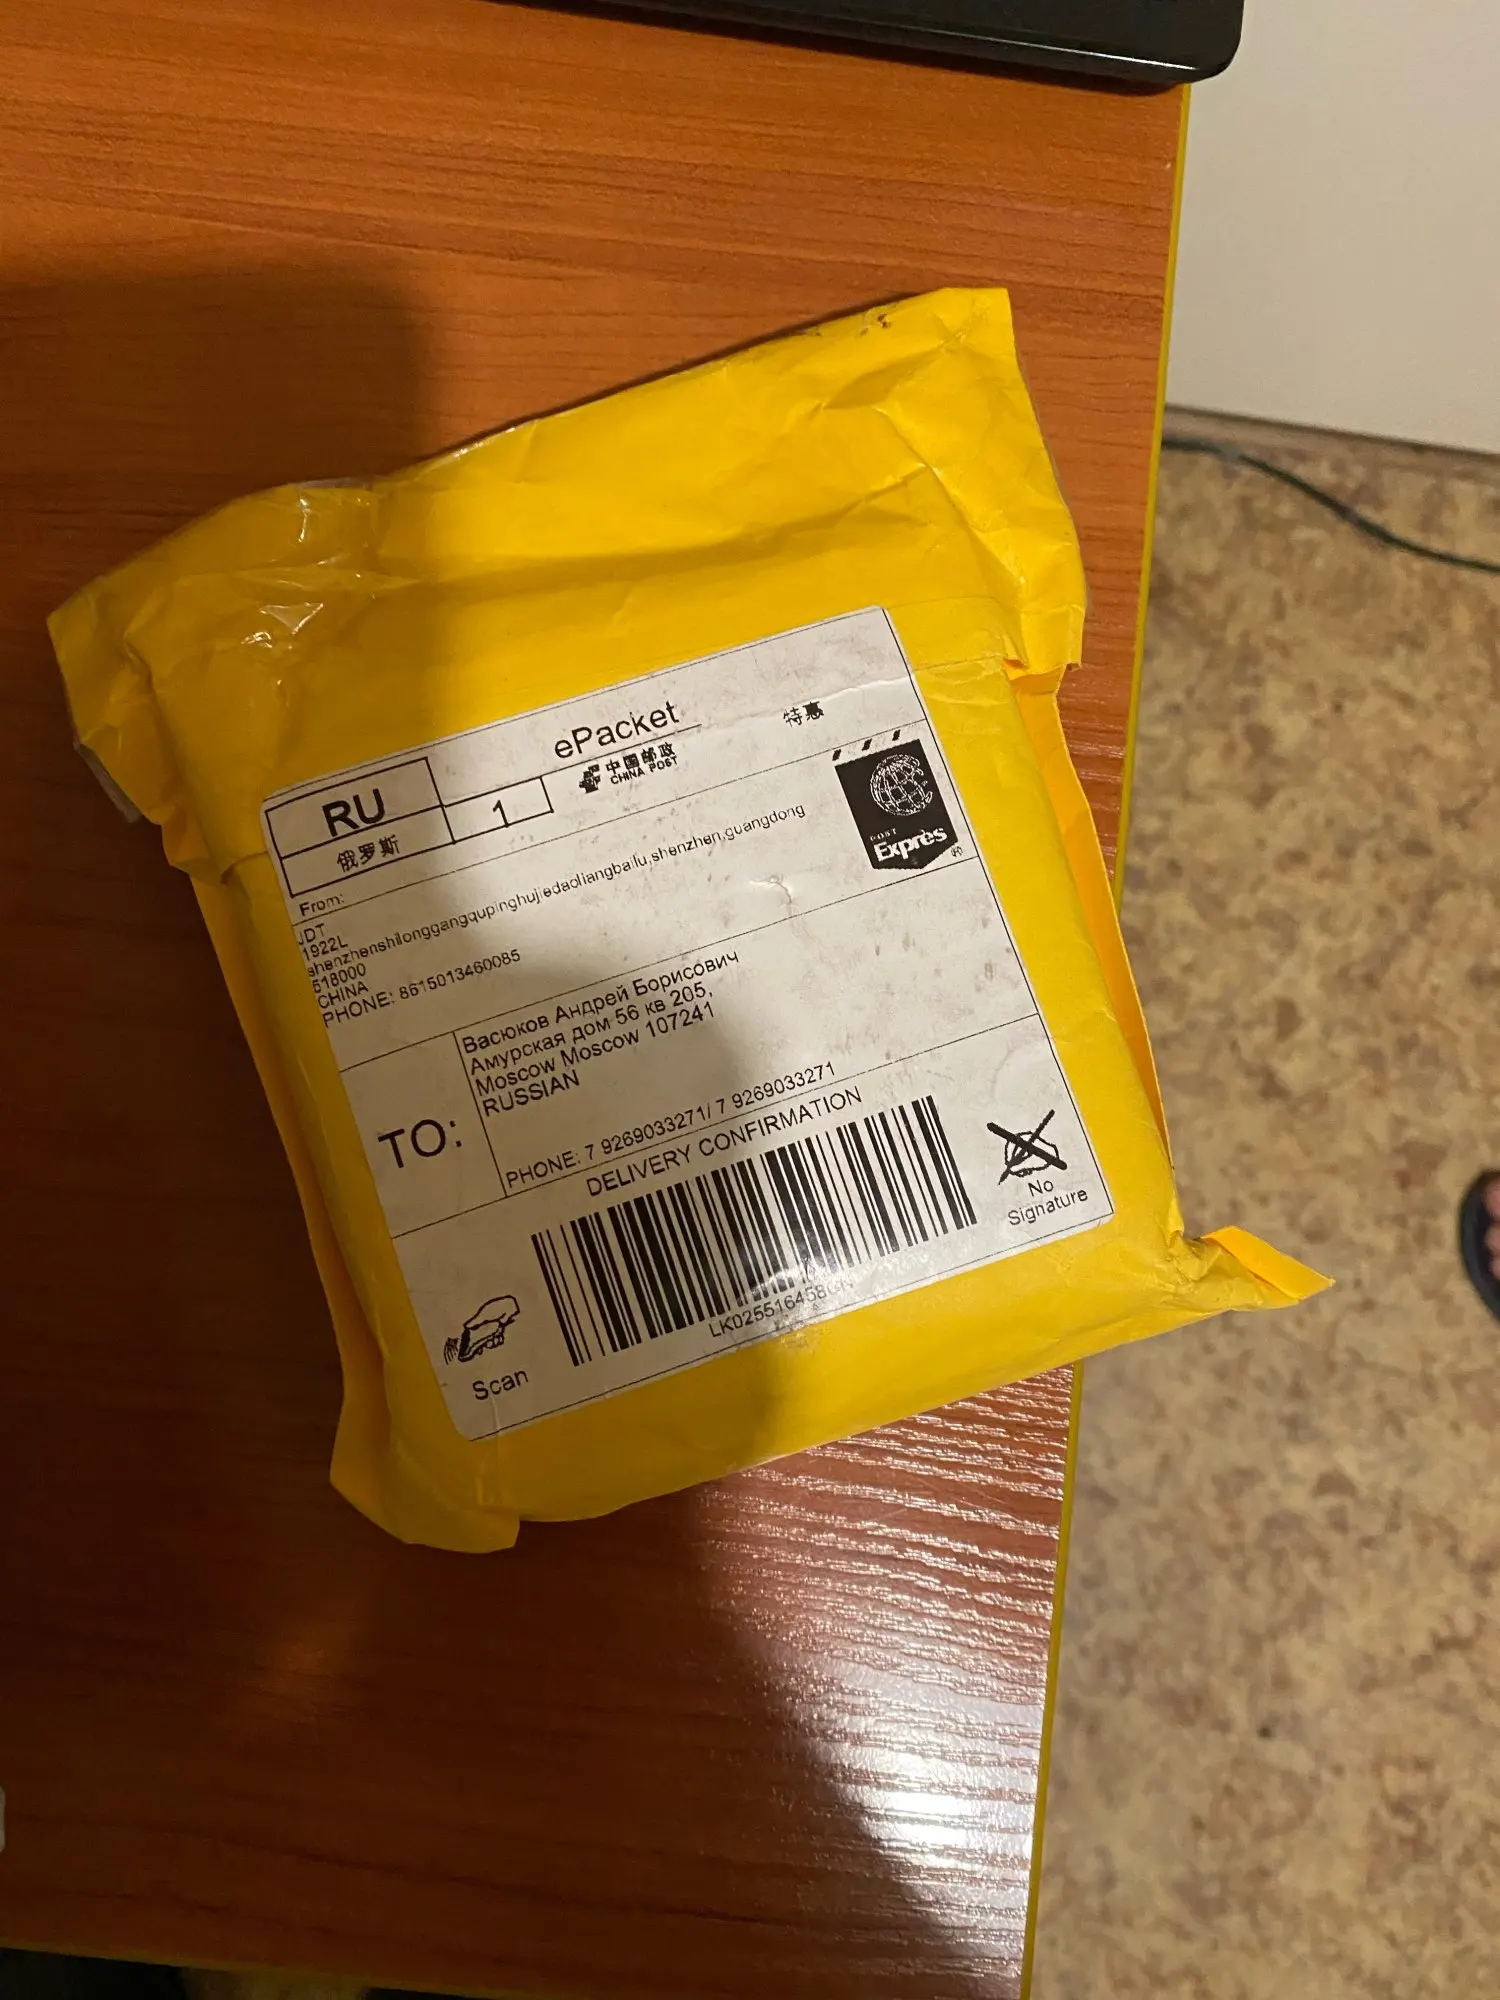 ePacket
特惠
中国邮政
CHINA POST
RU
1
俄罗斯
POST
Exprès
From:
JDT
1922L
shenzhenshilonggangqupinghujiedaoliangbailu,shenzhen,guangdong
518000
CHINA
PHONE: 8615013460085
TO:
Васюков Андрей Борисович
Амурская дом 56 кв 205,
Moscow Moscow 107241
RUSSIAN
PHONE: 7 9269033271/ 7 9269033271
DELIVERY CONFIRMATION
No
Signature
Scan